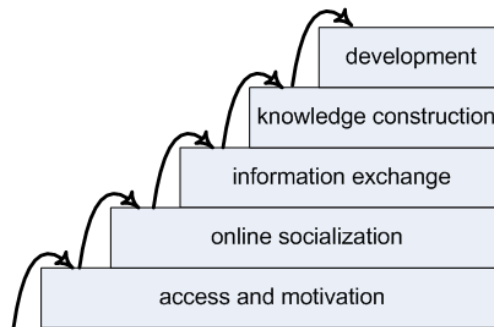 development
knowledge construction
information exchange
online socialization
access and motivation